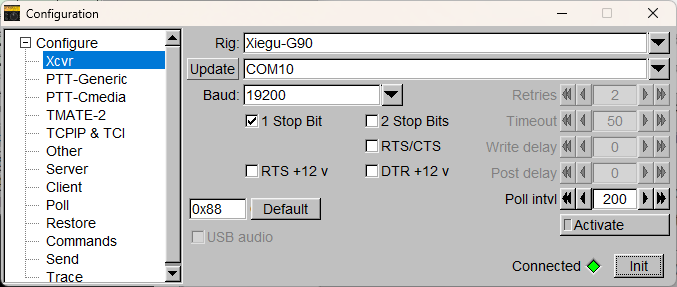 Configuration
Configure
Xcvr
PTT-Generic
PTT-Cmedia
TMATE-2
TCPIP & TCI
Other
Server
Client
Poll
Restore
Commands
Send
Trace
Rig: Xiegu-G90
Update COM10
Baud: 19200
1 Stop Bit 2 Stop Bits
RTS/CTS
RTS +12 v DTR +12 v
0x88 Default
USB audio
Retries 2
Timeout 50
Write delay 0
Post delay 0
Poll intvl 200
Activate
Connected Init